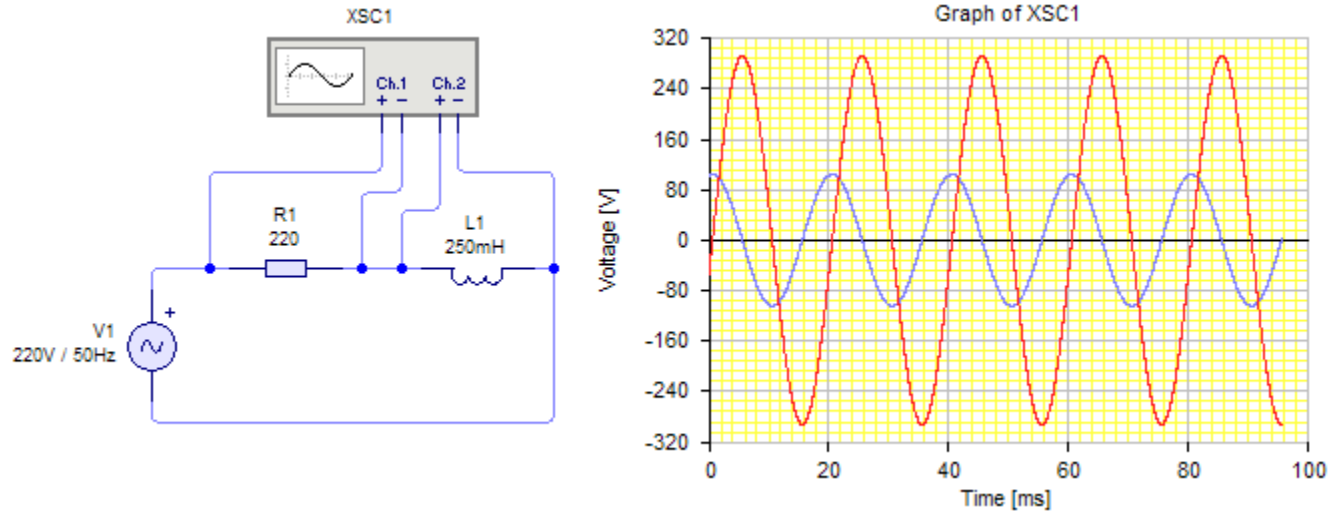 XSC1
Ch.1 Ch.2
+ − + −
R1
220
L1
250mH
+
V1
220V / 50Hz
Graph of XSC1
Voltage [V]
320
240
160
80
0
-80
-160
-240
-320
0 20 40 60 80 100
Time [ms]